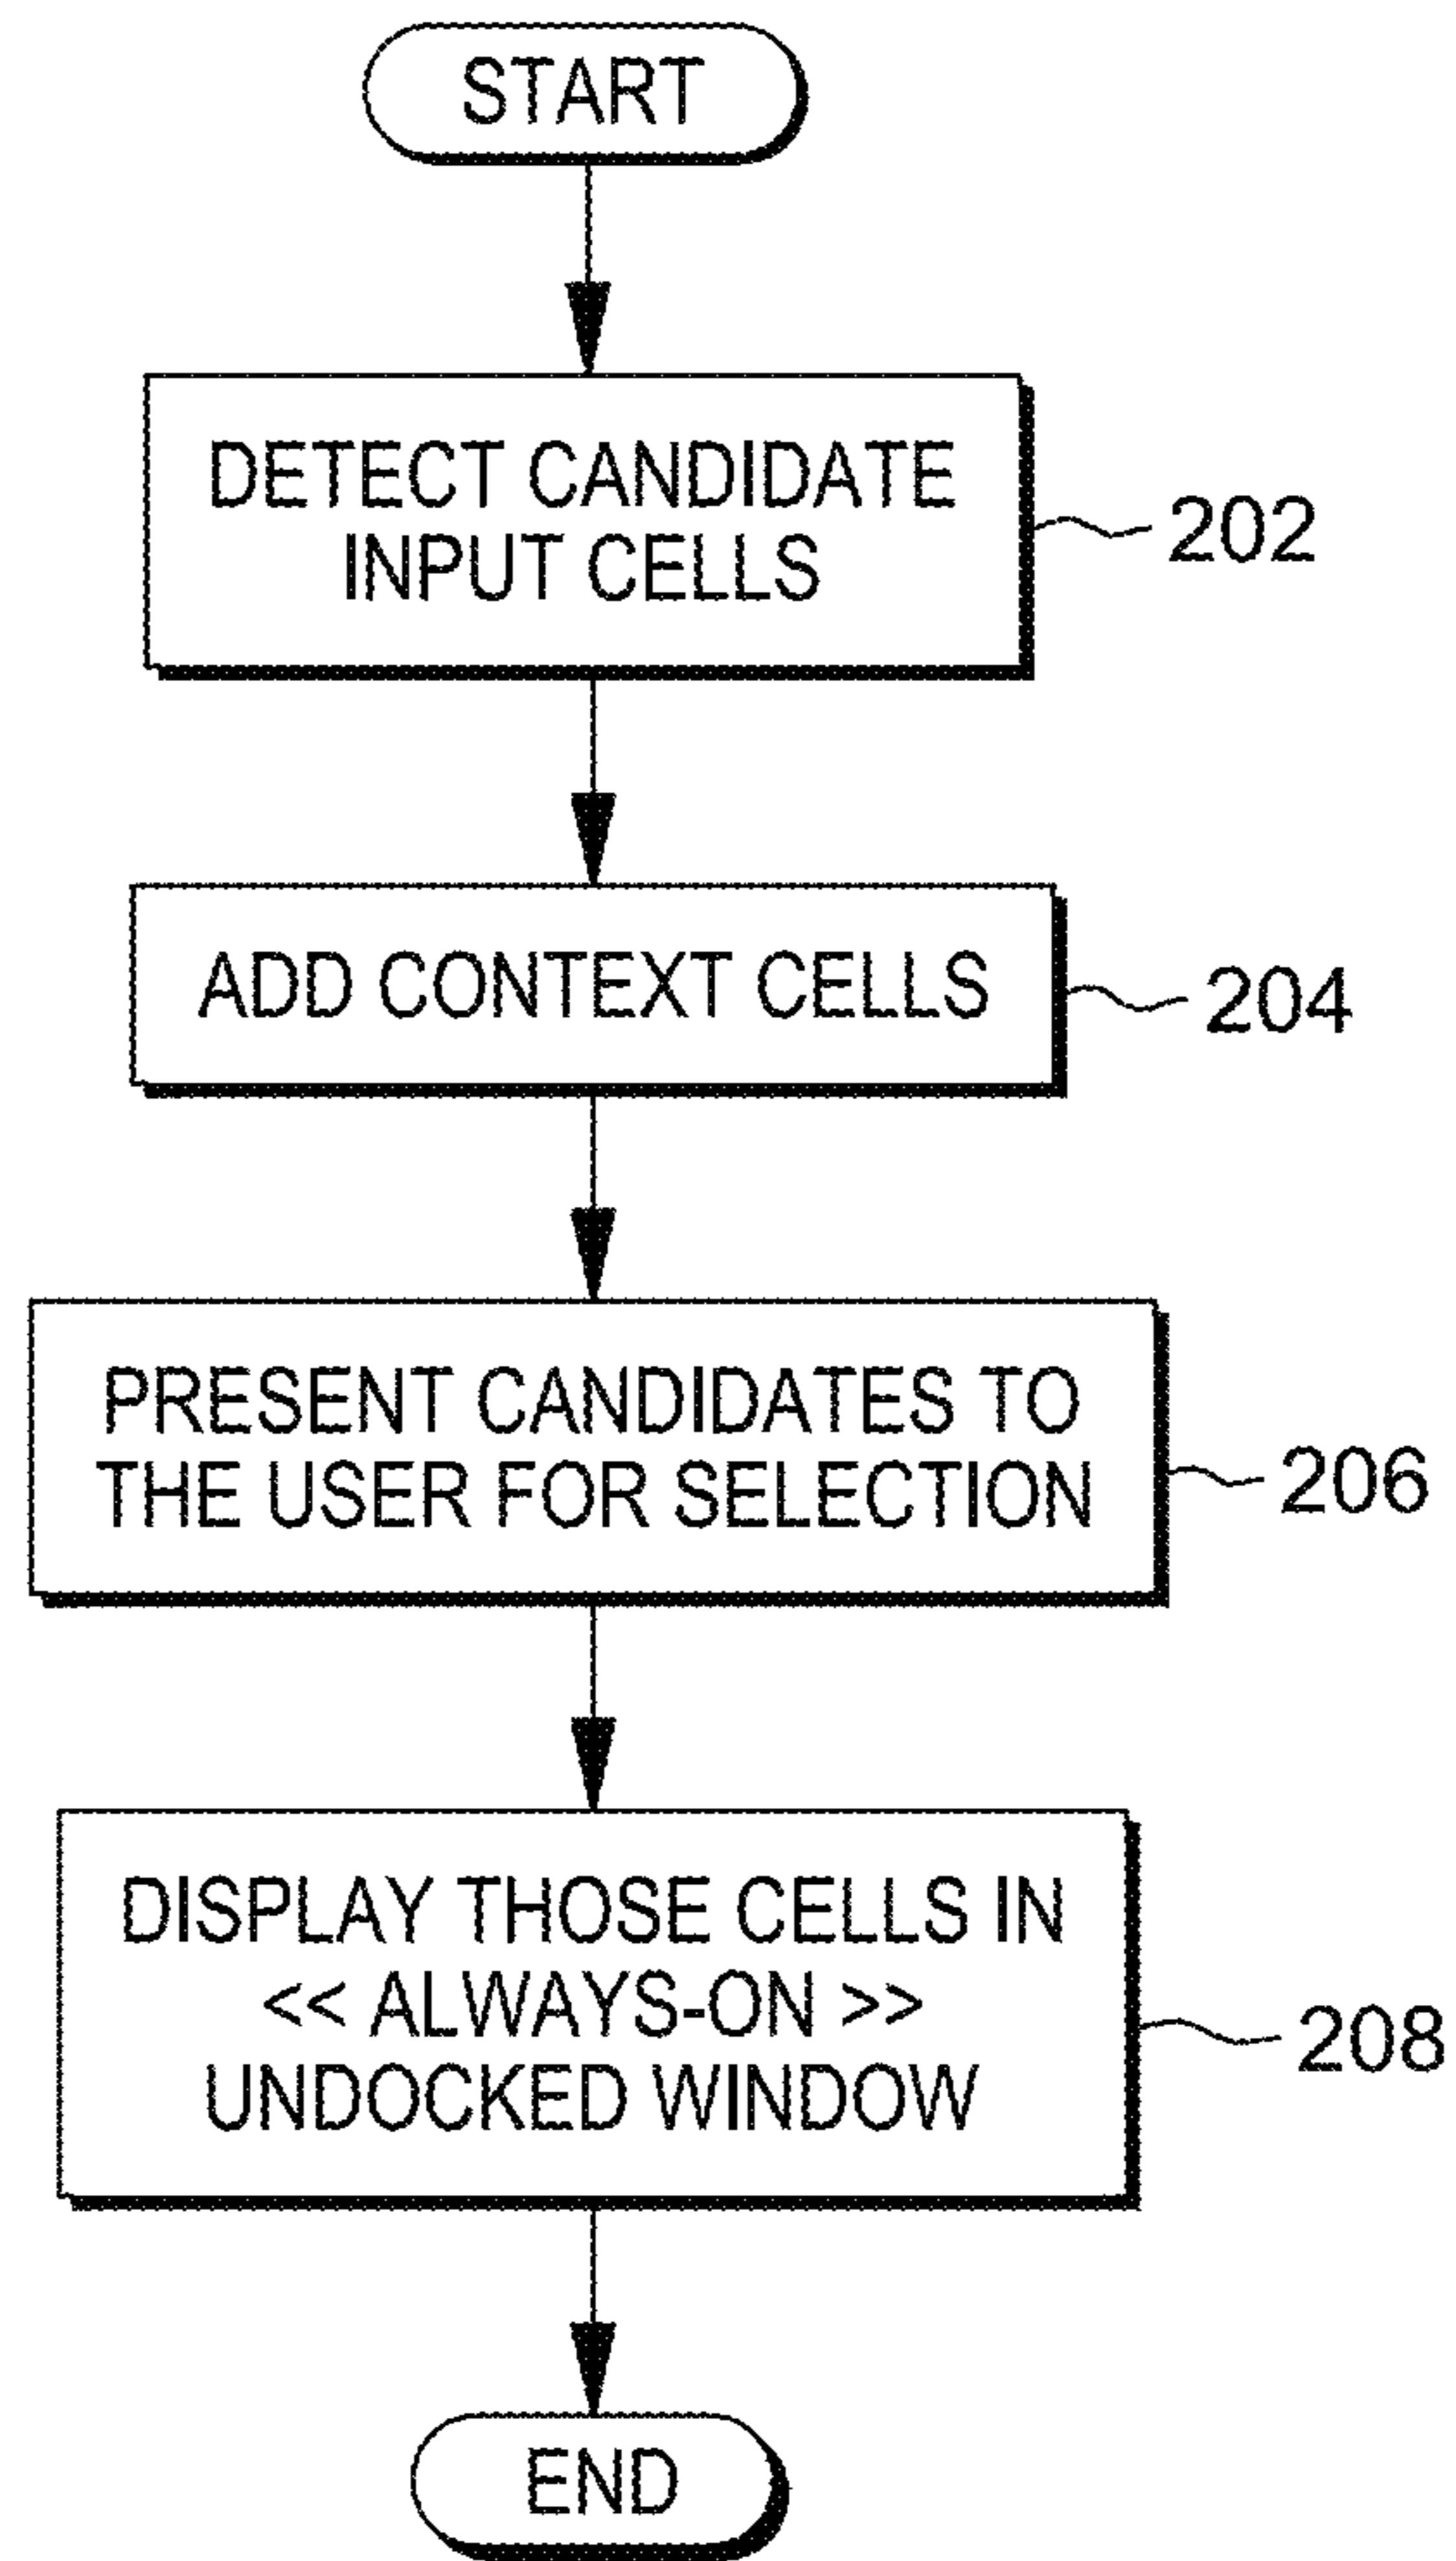 START
DETECT CANDIDATE
INPUT CELLS
202
ADD CONTEXT CELLS
204
PRESENT CANDIDATES TO
THE USER FOR SELECTION
206
DISPLAY THOSE CELLS IN
<< ALWAYS-ON >>
UNDOCKED WINDOW
208
END